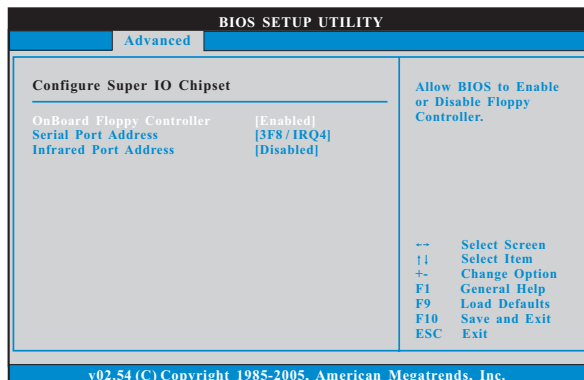 BIOS SETUP UTILITY
Advanced
Configure Super IO Chipset
OnBoard Floppy Controller [Enabled]
Serial Port Address [3F8 / IRQ4]
Infrared Port Address [Disabled]
Allow BIOS to Enable
or Disable Floppy
Controller.
←→ Select Screen
↑↓ Select Item
+- Change Option
F1 General Help
F9 Load Defaults
F10 Save and Exit
ESC Exit
v02.54 (C) Copyright 1985-2005, American Megatrends, Inc.